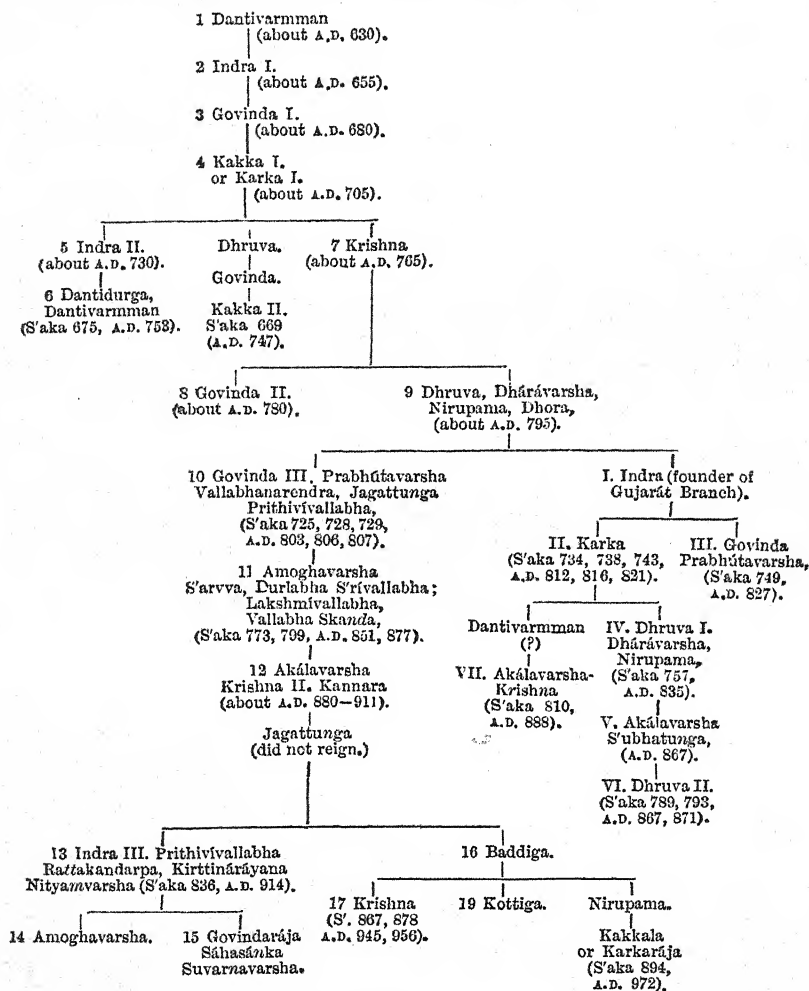 1 Dantivarmman
(about A.D. 630).
2 Indra I.
(about A.D. 655).
3 Govinda I.
(about A.D. 680).
4 Kakka I.
or Karka I.
(about A.D. 705).
5 Indra II.
(about A.D. 730).
6 Dantidurga,
Dantivarmman
(S'aka 675, A.D. 753).
Dhruva.
Govinda.
Kakka II.
S'aka 669
(A.D. 747).
7 Krishna
(about A.D. 765).
8 Govinda II.
(about A.D. 780).
9 Dhruva, Dhárávarsha,
Nirupama, Dhora,
(about A.D. 795).
10 Govinda III. Prabhútavarsha
Vallabhanarendra, Jagattunga
Prithivívallabha,
(S'aka 725, 728, 729,
A.D. 803, 806, 807).
11 Amoghavarsha
S'arvva, Durlabha S'rívallabha;
Lakshmívallabha,
Vallabha Skanda,
(S'aka 773, 799, A.D. 851, 877).
12 Akálavarsha
Krishna II. Kannara
(about A.D. 880–911).
Jagattunga
(did not reign.)
I. Indra (founder of
Gujarát Branch).
II. Karka
(S'aka 734, 738, 743,
A.D. 812, 816, 821).
III. Govinda
Prabhútavarsha,
(S'aka 749,
A.D. 827).
Dantivarmman
(?)
VII. Akálavarsha-
Krishna
(S'aka 810,
A.D. 888).
IV. Dhruva I.
Dhárávarsha,
Nirupama,
(S'aka 757,
A.D. 835).
V. Akálavarsha
S'ubhatunga,
(A.D. 867).
VI. Dhruva II.
(S'aka 789, 793,
A.D. 867, 871).
13 Indra III. Prithivívallabha
Rattakandarpa, Kirttináráyana
Nityamvarsha (S'aka 836, A.D. 914).
14 Amoghavarsha.
15 Govindarája
Sáhasánka
Suvarnavarsha.
16 Baddiga.
17 Krishna
(S'. 867, 878
A.D. 945, 956).
19 Kottiga.
Nirupama.
Kakkala
or Karkarája
(S'aka 894,
A.D. 972).